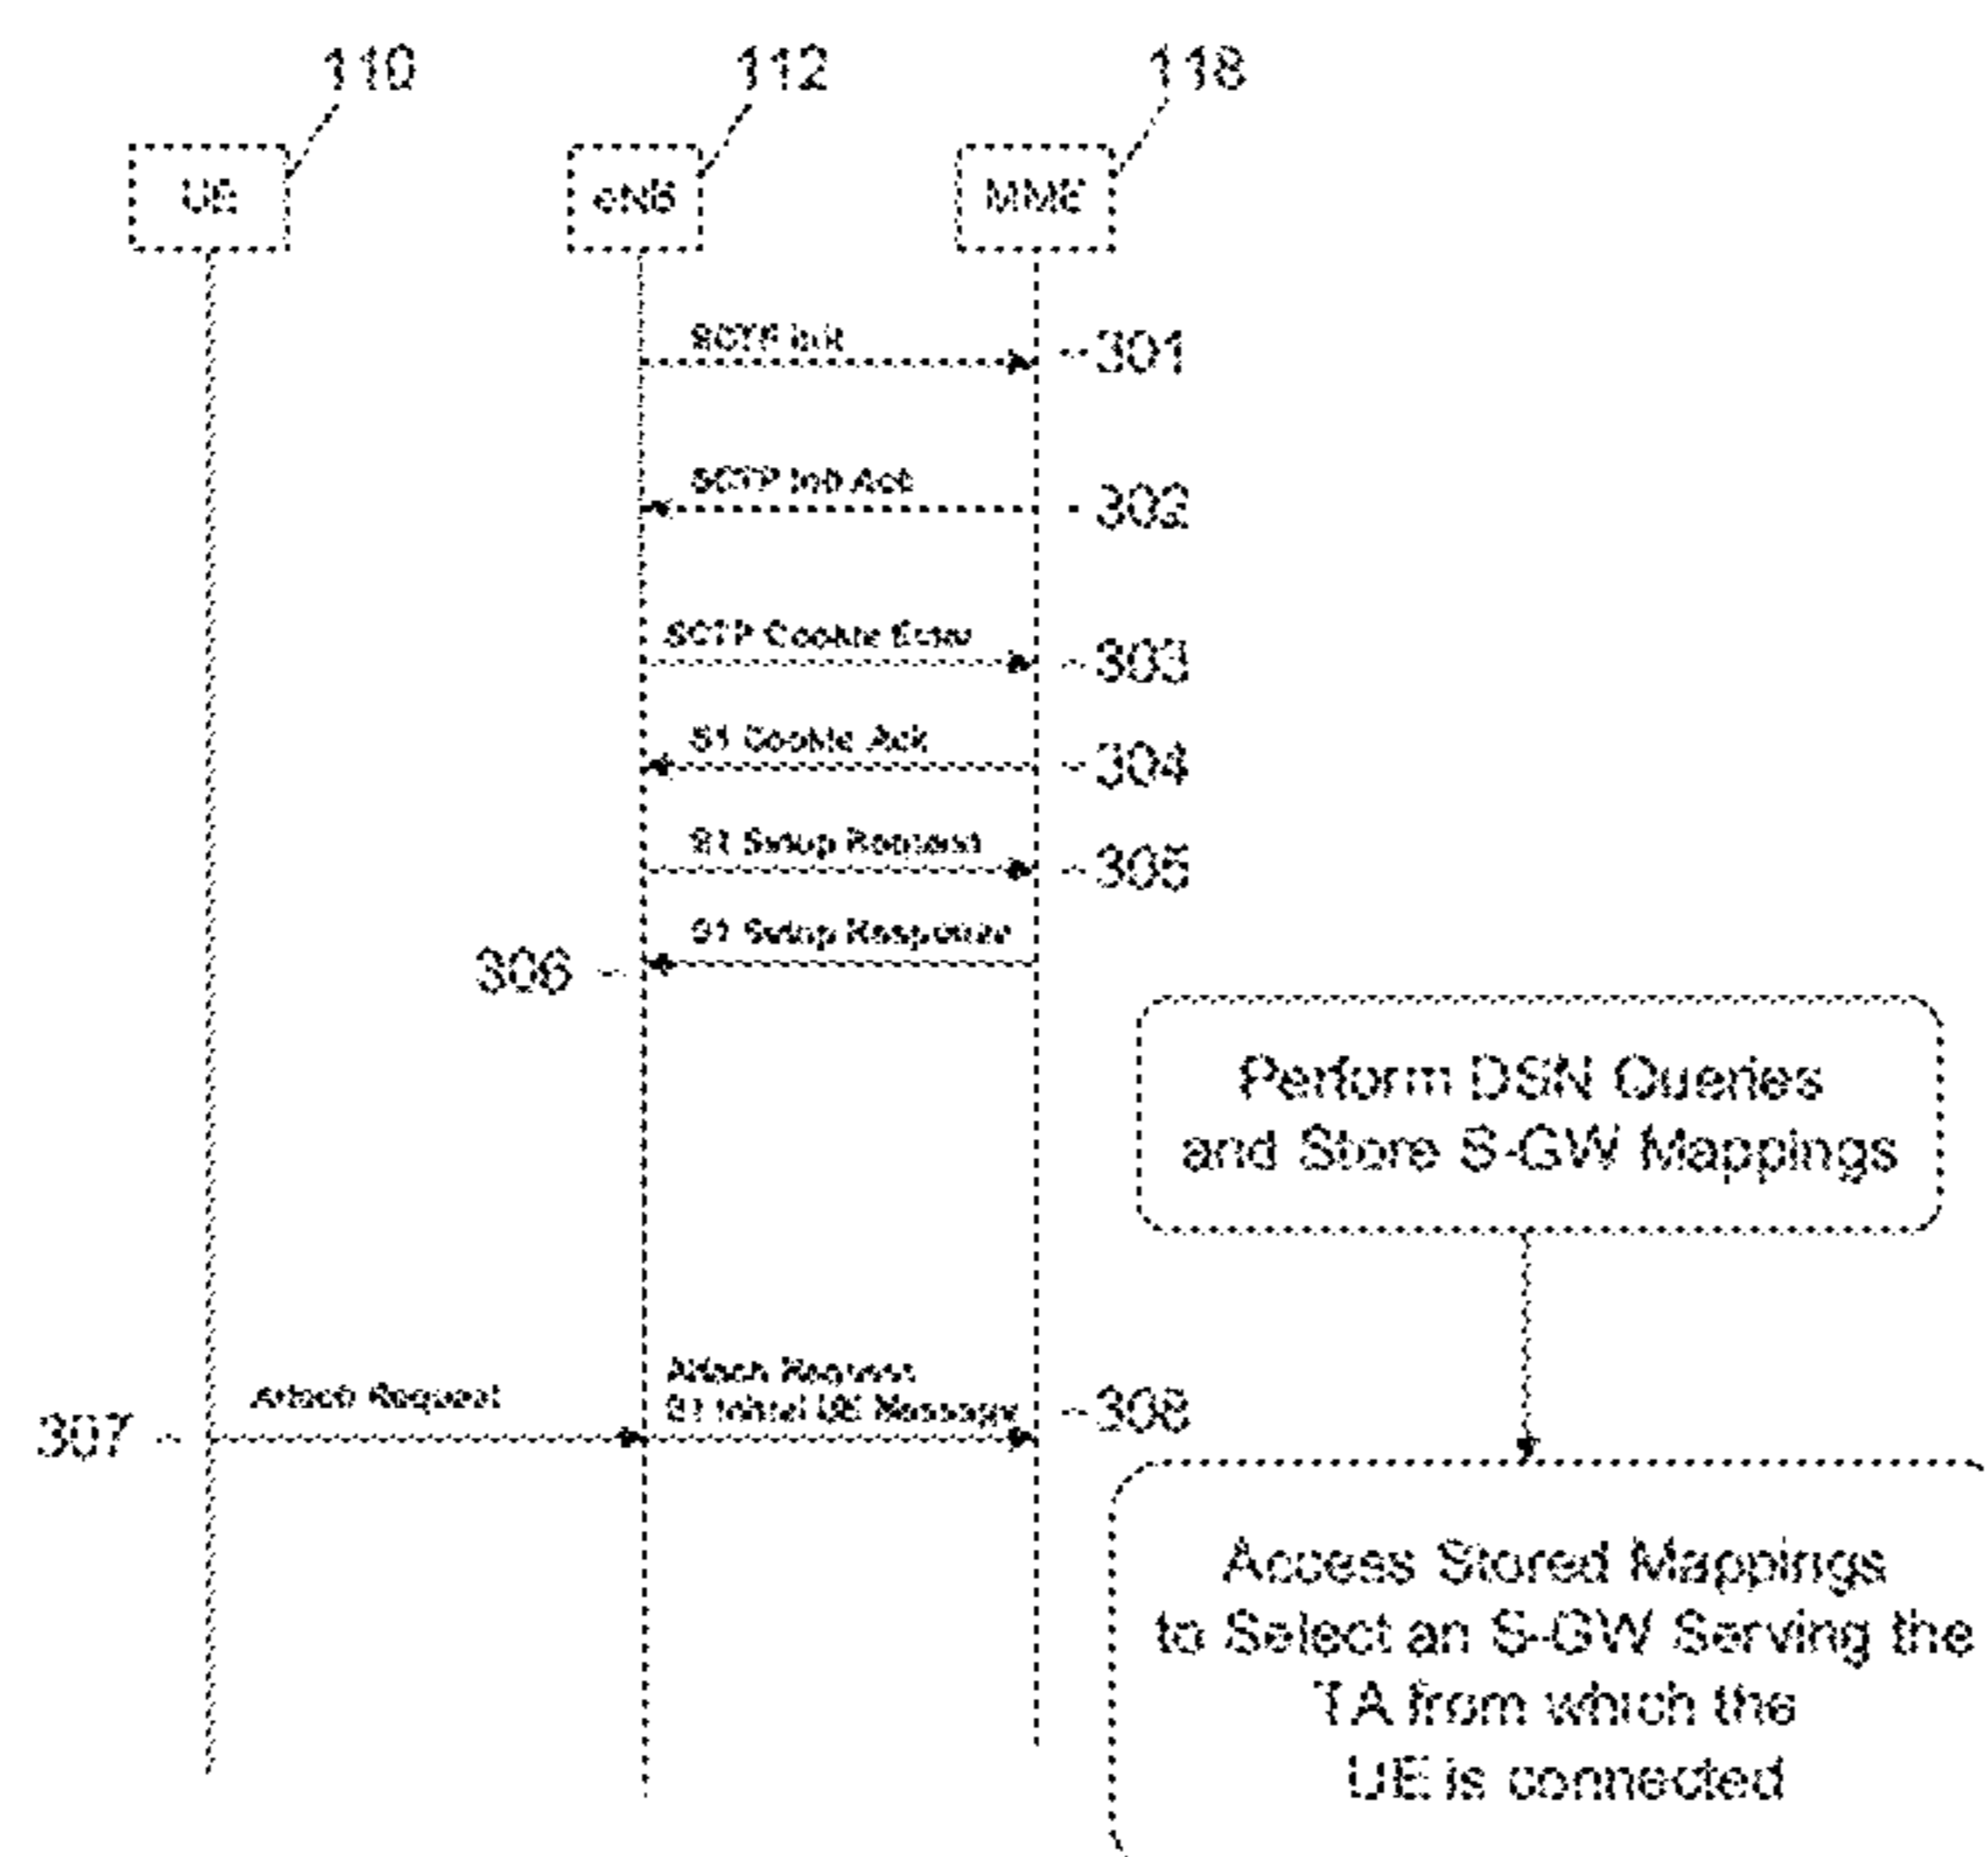 110
112
118
UE
eNB
MME
SCTP Init
301
SCTP Init Ack
302
SCTP Cookie Echo
303
S1 Cookie Ack
304
S1 Setup Request
305
S1 Setup Response
306
Perform DSN Queries
and Store S-GW Mappings
Attach Request
Attach Request
S1 Initial UE Message
307
308
Access Stored Mappings
to Select an S-GW Serving the
TA from which the
UE is connected